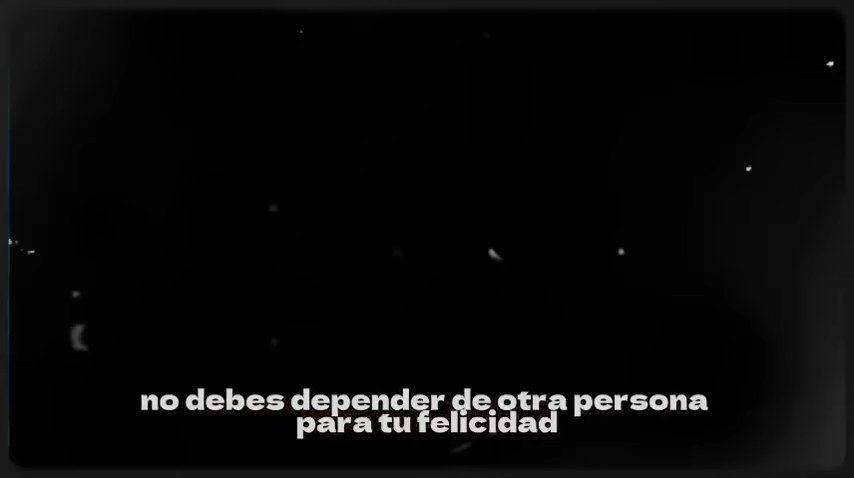 no debes depender de otra persona
para tu felicidad